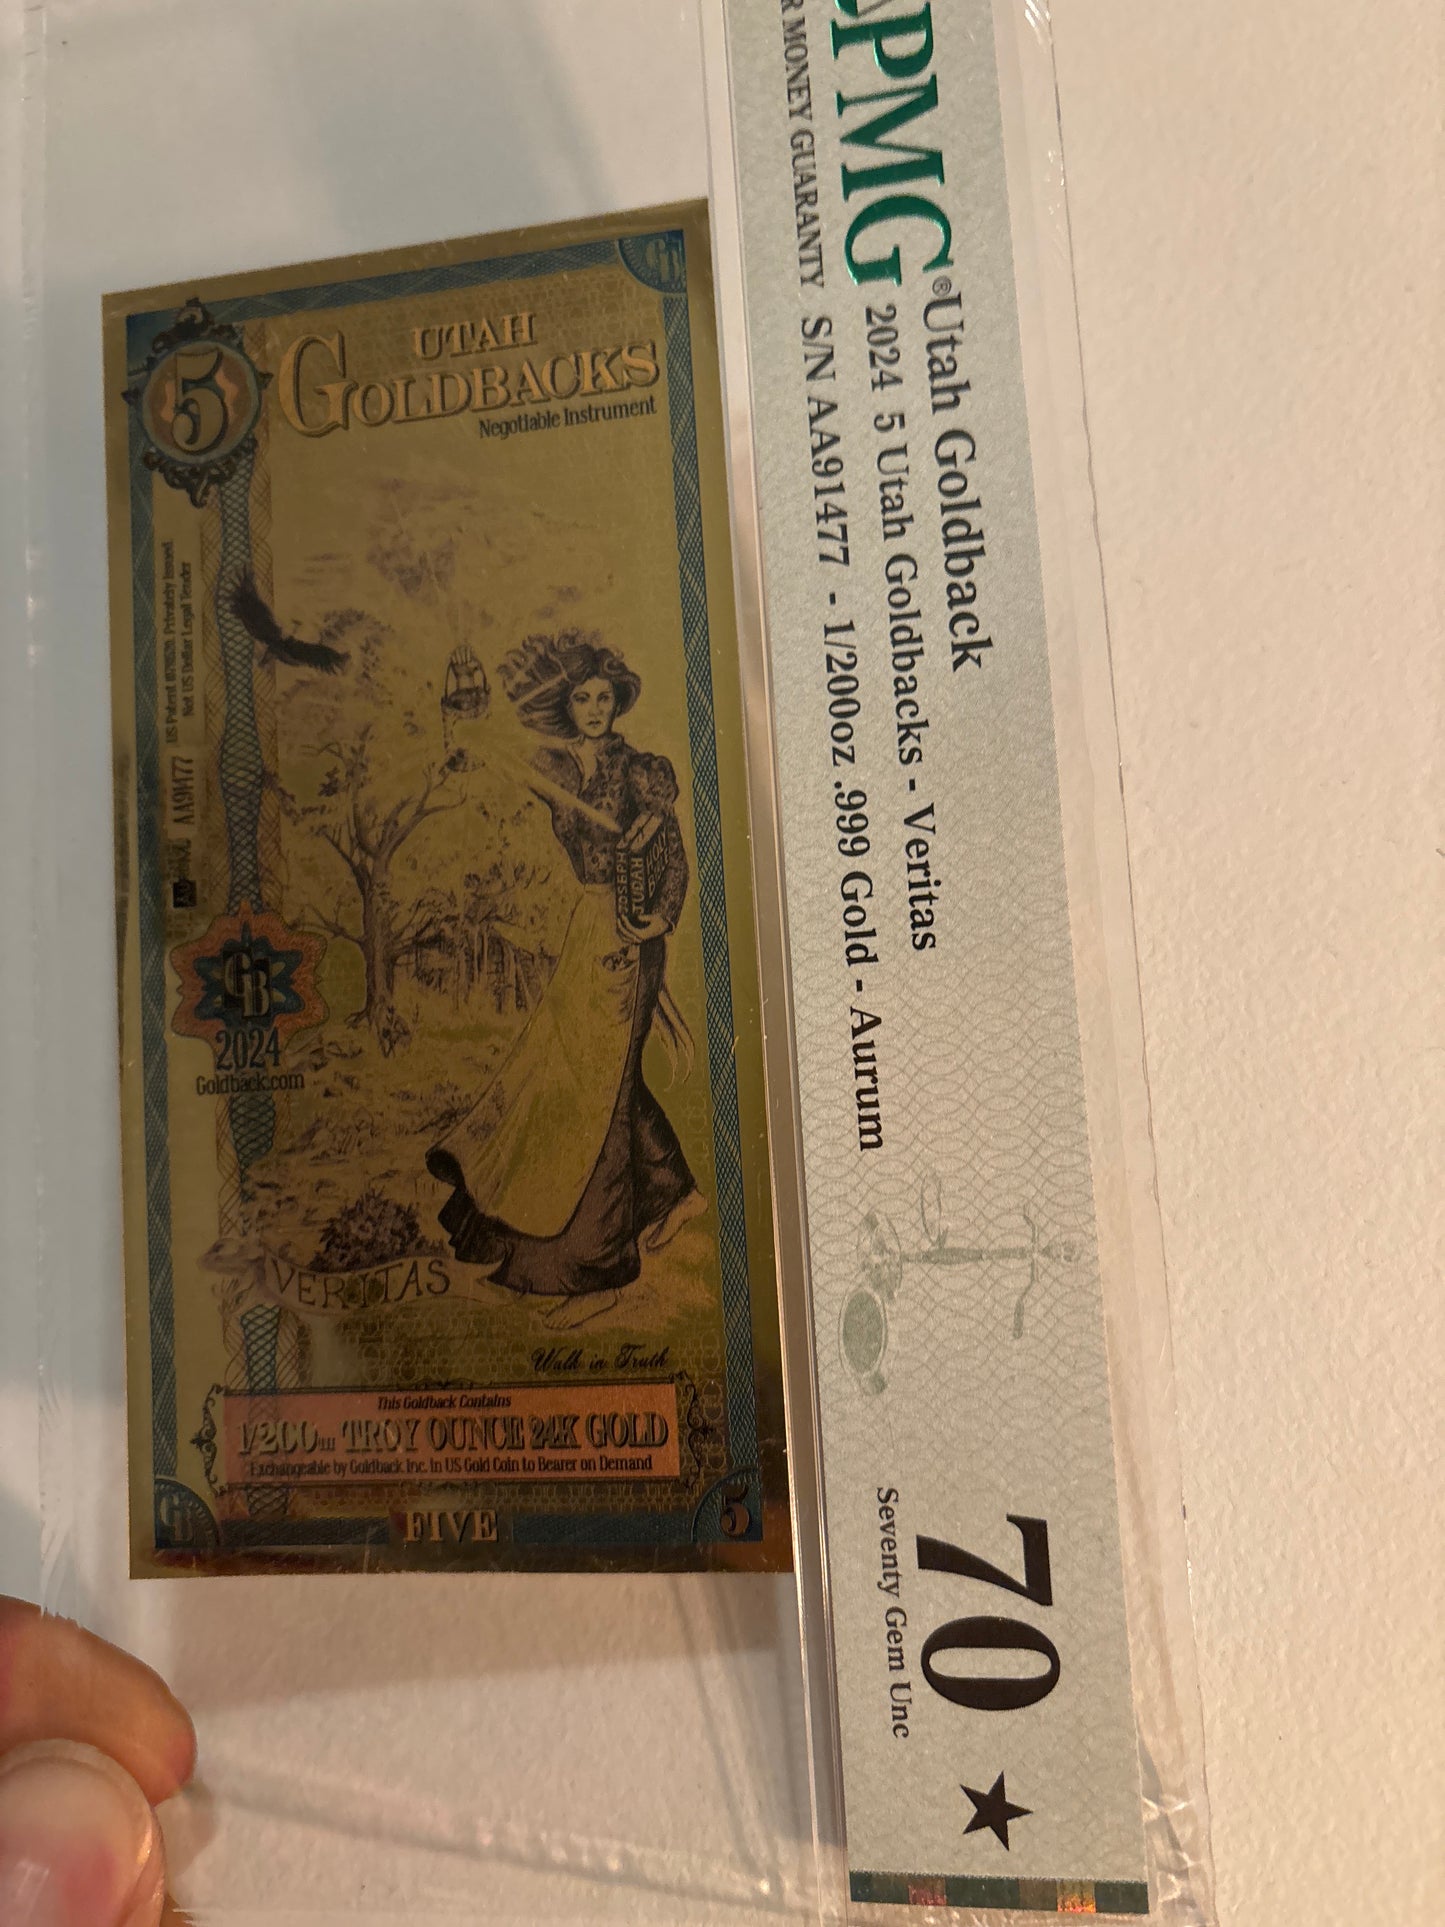 PMG®
R MONEY GUARANTY
Utah Goldback
2024 5 Utah Goldbacks - Veritas
S/N AA91477 - 1/200oz .999 Gold - Aurum
70 ★
Seventy Gem Unc
5
UTAH
GOLDBACKS
Negotiable Instrument
GB
US Patent Privately Issued.
Not US Dollar Legal Tender
AA91477
GB
2024
Goldback.com
VERITAS
Walk in Truth
This Goldback Contains
1/200TH TROY OUNCE 24K GOLD
Exchangeable by Goldback Inc. In US Gold Coin to Bearer on Demand
FIVE
5